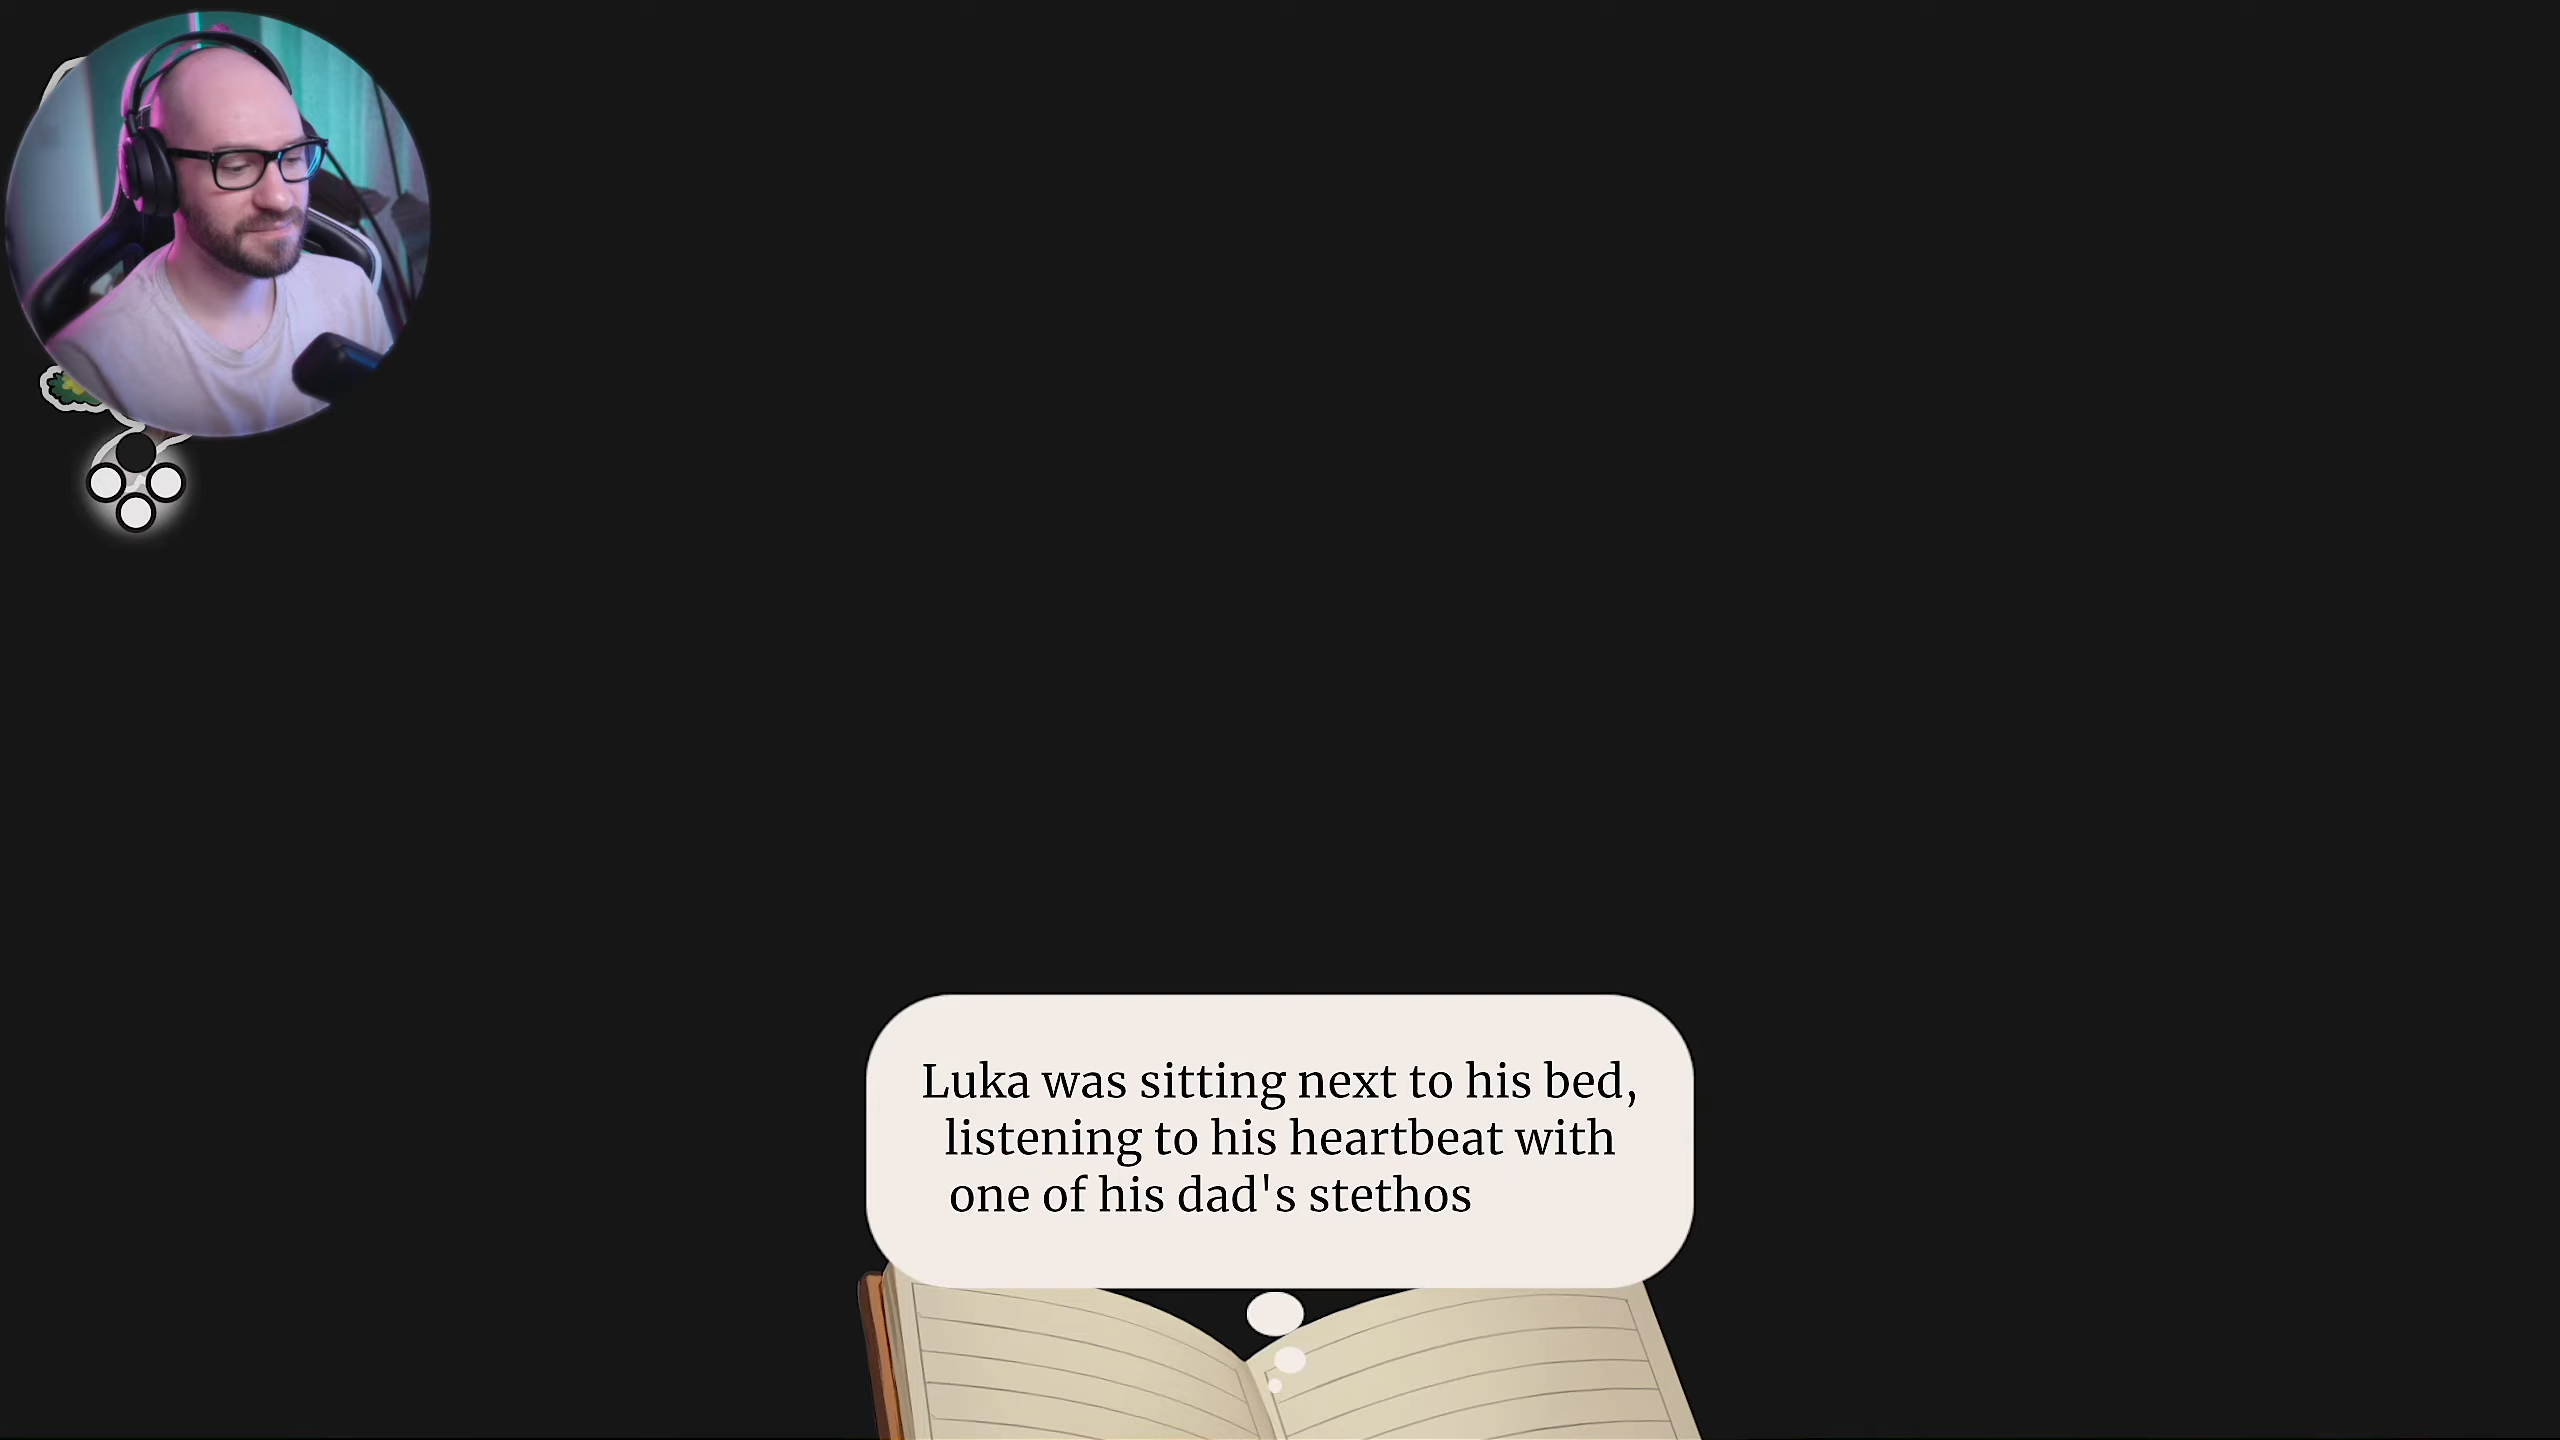 Luka was sitting next to his bed,
listening to his heartbeat with
one of his dad's stethos